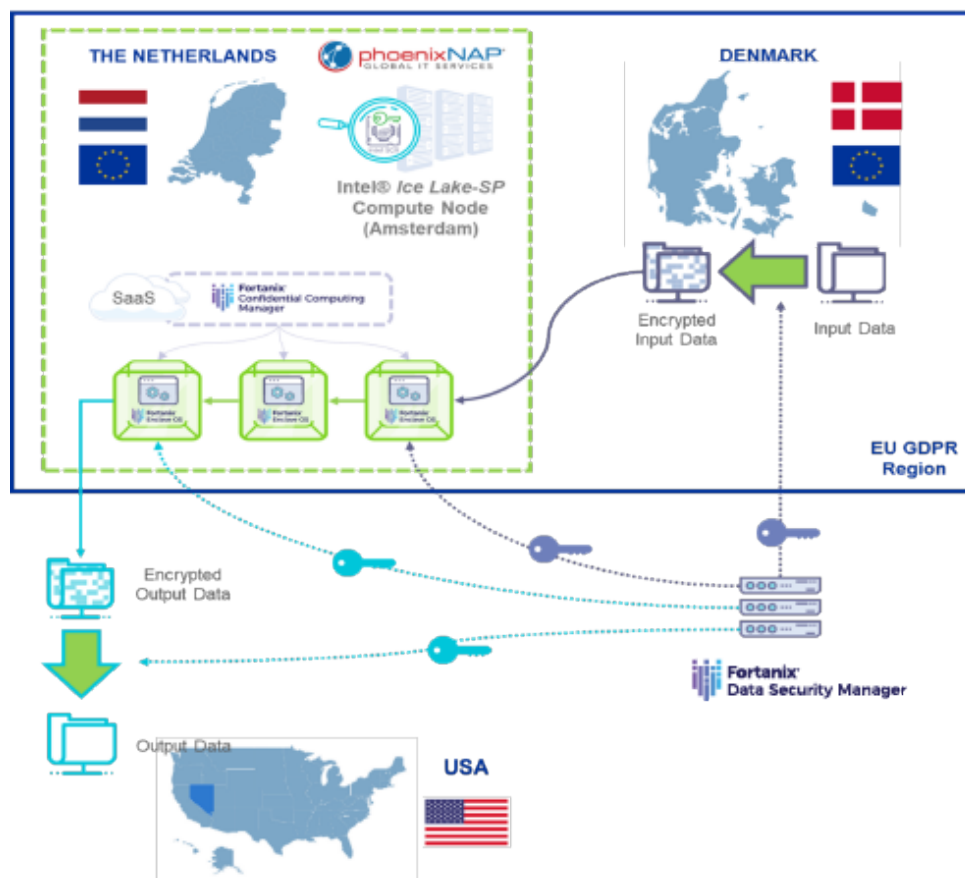 THE NETHERLANDS
phoenixNAP®
GLOBAL IT SERVICES
DENMARK
Intel® Ice Lake-SP
Compute Node
(Amsterdam)
SaaS
Fortanix®
Confidential Computing
Manager
Encrypted
Input Data
Input Data
Fortanix®
Enclave OS
Fortanix®
Enclave OS
Fortanix®
Enclave OS
EU GDPR
Region
Encrypted
Output Data
Fortanix®
Data Security Manager
Output Data
USA